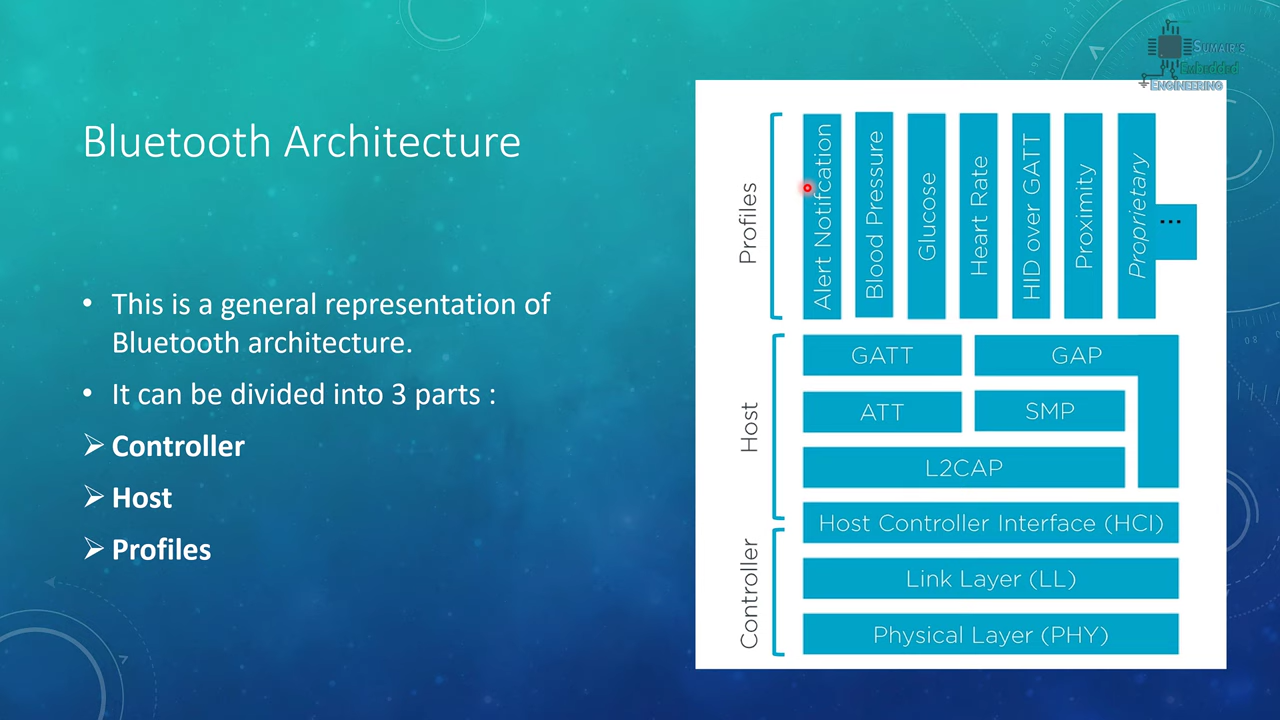 SUMAIR'S
Embedded
ENGINEERING
Bluetooth Architecture
• This is a general representation of
Bluetooth architecture.
• It can be divided into 3 parts :
➢ Controller
➢ Host
➢ Profiles
Profiles
Alert Notifcation
Blood Pressure
Glucose
Heart Rate
HID over GATT
Proximity
Proprietary
...
Host
GATT
GAP
ATT
SMP
L2CAP
Host Controller Interface (HCI)
Controller
Link Layer (LL)
Physical Layer (PHY)